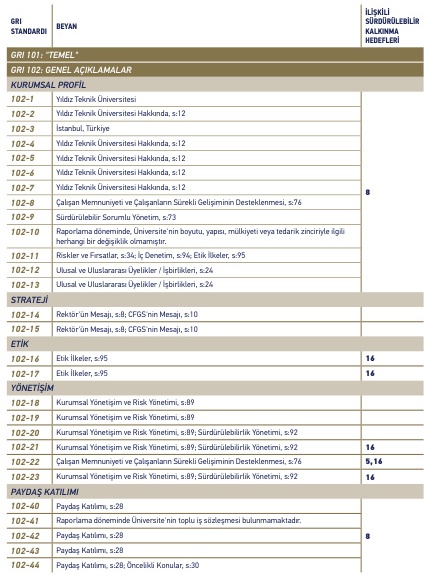 GRI
STANDARDI
BEYAN
İLİŞKİLİ
SÜRDÜRÜLEBİLİR
KALKINMA
HEDEFLERİ
GRI 101: "TEMEL"
GRI 102: GENEL AÇIKLAMALAR
KURUMSAL PROFİL
102-1 Yıldız Teknik Üniversitesi
102-2 Yıldız Teknik Üniversitesi Hakkında, s:12
102-3 İstanbul, Türkiye
102-4 Yıldız Teknik Üniversitesi Hakkında, s:12
102-5 Yıldız Teknik Üniversitesi Hakkında, s:12
102-6 Yıldız Teknik Üniversitesi Hakkında, s:12
102-7 Yıldız Teknik Üniversitesi Hakkında, s:12
8
102-8 Çalışan Memnuniyeti ve Çalışanların Sürekli Gelişiminin Desteklenmesi, s:76
102-9 Sürdürülebilir Sorumlu Yönetim, s:73
102-10 Raporlama döneminde, Üniversite'nin boyutu, yapısı, mülkiyeti veya tedarik zinciriyle ilgili
herhangi bir değişiklik olmamıştır.
102-11 Riskler ve Fırsatlar, s:34; İç Denetim, s:94; Etik İlkeler, s:95
102-12 Ulusal ve Uluslararası Üyelikler / İşbirlikleri, s:24
102-13 Ulusal ve Uluslararası Üyelikler / İşbirlikleri, s:24
STRATEJİ
102-14 Rektör'ün Mesajı, s:8; CFGS'nin Mesajı, s:10
102-15 Rektör'ün Mesajı, s:8; CFGS'nin Mesajı, s:10
ETİK
102-16 Etik İlkeler, s:95 16
102-17 Etik İlkeler, s:95 16
YÖNETİŞİM
102-18 Kurumsal Yönetişim ve Risk Yönetimi, s:89
102-19 Kurumsal Yönetişim ve Risk Yönetimi, s:89
102-20 Kurumsal Yönetişim ve Risk Yönetimi, s:89; Sürdürülebilirlik Yönetimi, s:92
102-21 Kurumsal Yönetişim ve Risk Yönetimi, s:89; Sürdürülebilirlik Yönetimi, s:92 16
102-22 Çalışan Memnuniyeti ve Çalışanların Sürekli Gelişiminin Desteklenmesi, s:76 5,16
102-23 Kurumsal Yönetişim ve Risk Yönetimi, s:89; Sürdürülebilirlik Yönetimi, s:92 16
PAYDAŞ KATILIMI
102-40 Paydaş Katılımı, s:28
102-41 Raporlama döneminde Üniversite'nin toplu iş sözleşmesi bulunmamaktadır.
102-42 Paydaş Katılımı, s:28 8
102-43 Paydaş Katılımı, s:28
102-44 Paydaş Katılımı, s:28; Öncelikli Konular, s:30